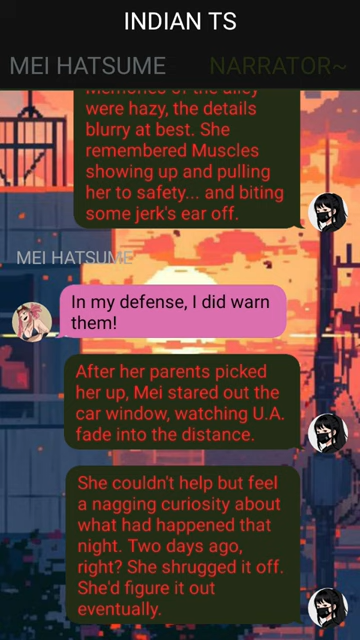 INDIAN TS
MEI HATSUME NARRATOR~
Memories of the alley
were hazy, the details
blurry at best. She
remembered Muscles
showing up and pulling
her to safety... and biting
some jerk's ear off.
MEI HATSUME
In my defense, I did warn
them!
After her parents picked
her up, Mei stared out the
car window, watching U.A.
fade into the distance.
She couldn't help but feel
a nagging curiosity about
what had happened that
night. Two days ago,
right? She shrugged it off.
She'd figure it out
eventually.